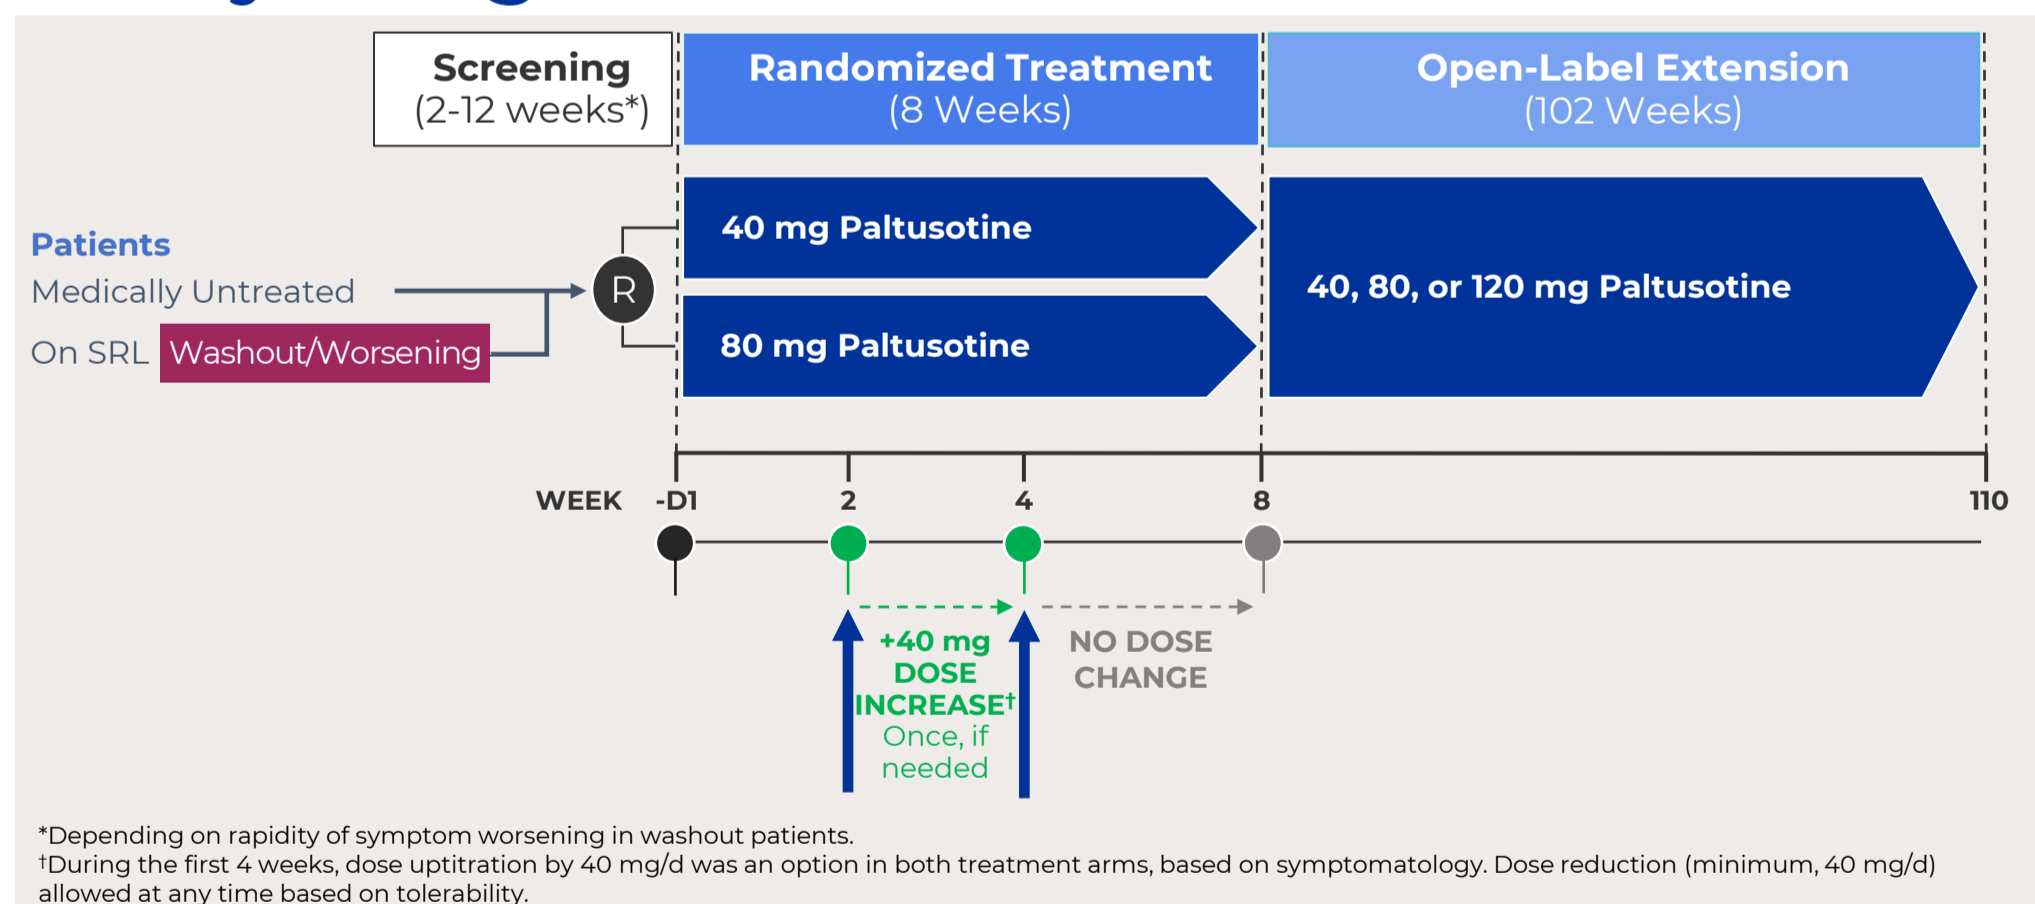 Screening
(2-12 weeks*)
Randomized Treatment
(8 Weeks)
Open-Label Extension
(102 Weeks)
Patients
Medically Untreated
On SRL Washout/Worsening
R
40 mg Paltusotine
80 mg Paltusotine
40, 80, or 120 mg Paltusotine
WEEK -D1 2 4 8 110
+40 mg
DOSE
INCREASE†
Once, if
needed
NO DOSE
CHANGE
*Depending on rapidity of symptom worsening in washout patients.
†During the first 4 weeks, dose uptitration by 40 mg/d was an option in both treatment arms, based on symptomatology. Dose reduction (minimum, 40 mg/d)
allowed at any time based on tolerability.